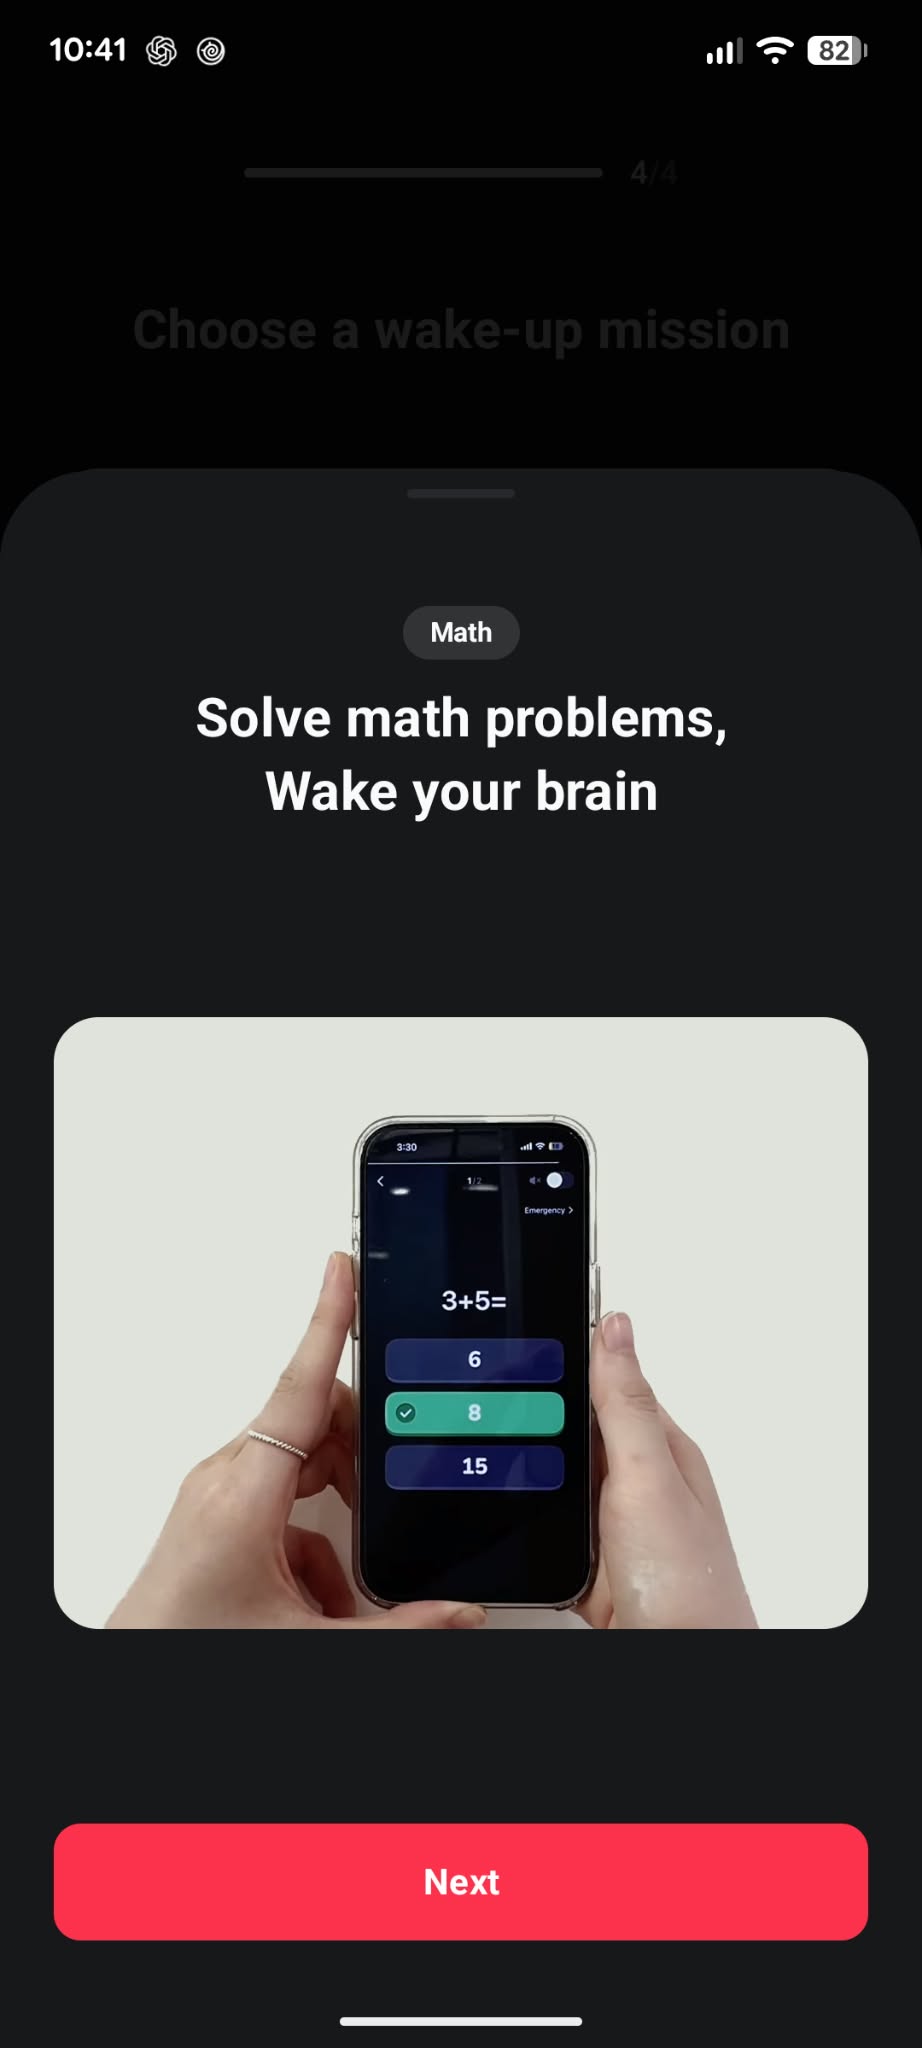 10:41
82
4/4
Choose a wake-up mission
Math
Solve math problems,
Wake your brain
3:30
1/2
Emergency >
3+5=
6
8
15
Next